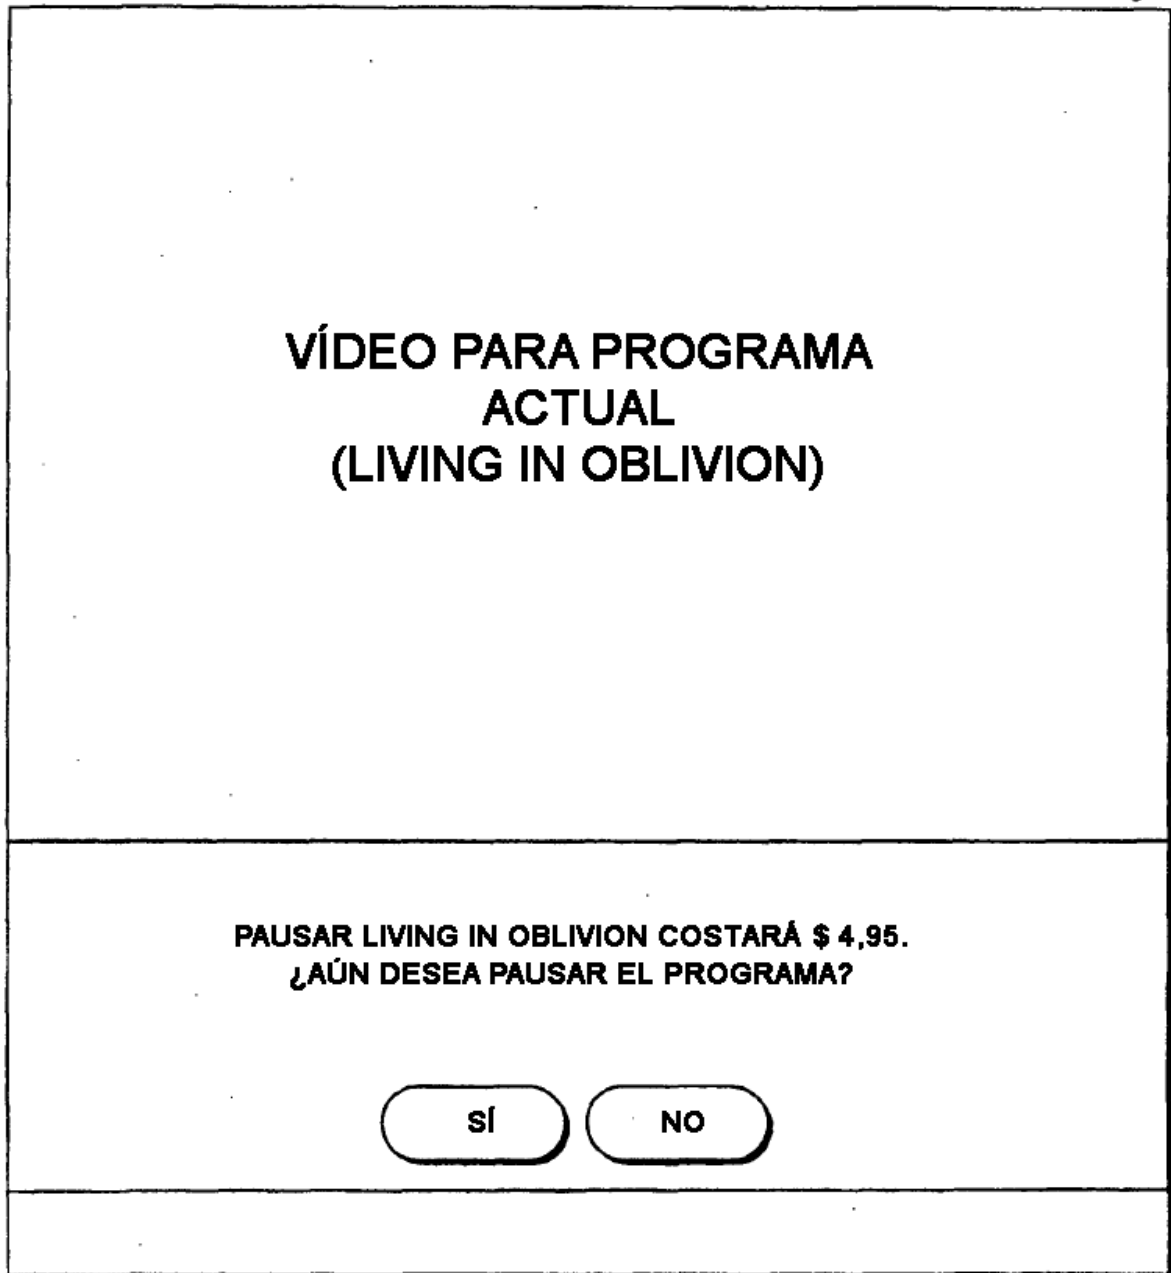 VÍDEO PARA PROGRAMA
ACTUAL
(LIVING IN OBLIVION)
PAUSAR LIVING IN OBLIVION COSTARÁ $ 4,95.
¿AÚN DESEA PAUSAR EL PROGRAMA?
SÍ NO